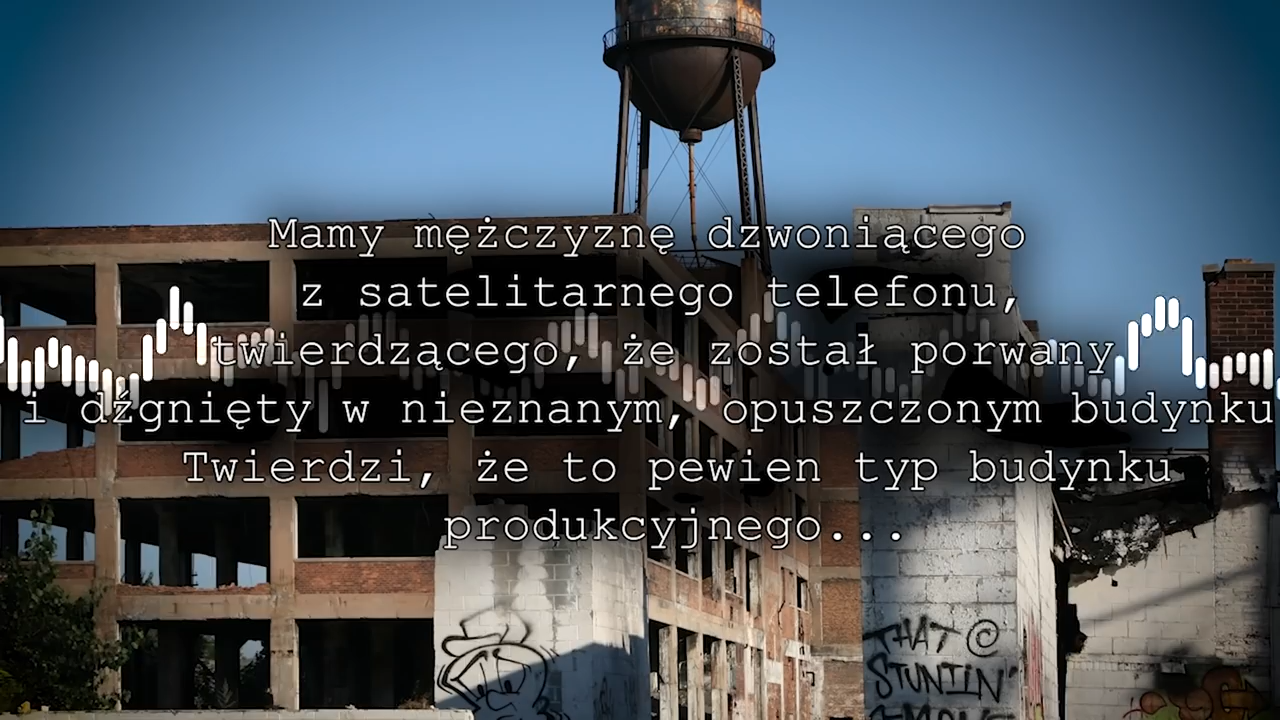 Mamy mężczyznę dzwoniącego
z satelitarnego telefonu,
twierdzącego, że został porwany
i dźgnięty w nieznanym, opuszczonym budynku
Twierdzi, że to pewien typ budynku
produkcyjnego...
THAT @
STUNTIN'